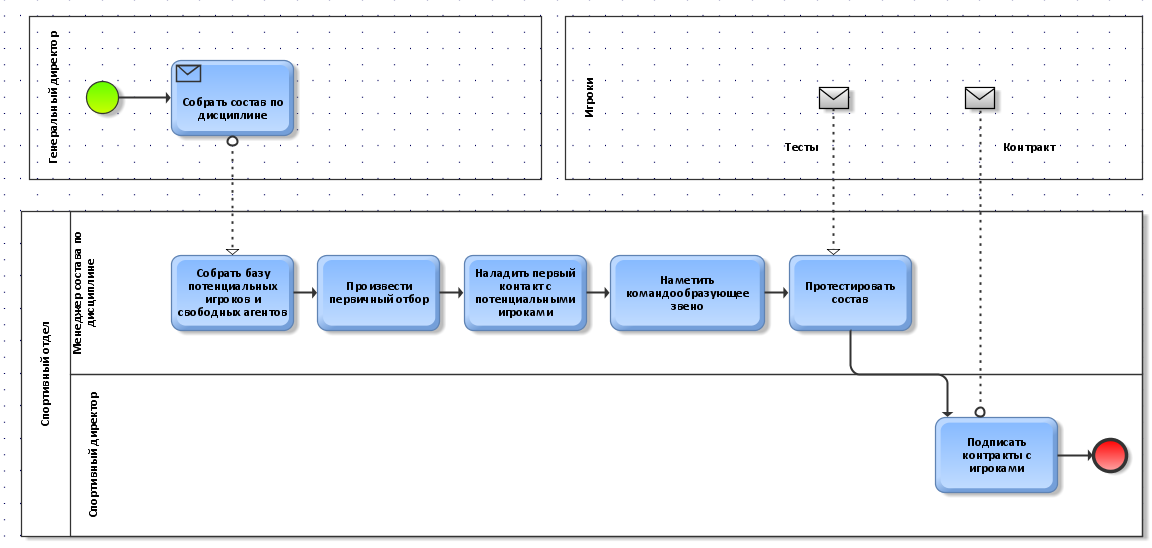 Генеральный директор
Собрать состав по
дисциплине
Игроки
Тесты
Контракт
Спортивный отдел
Менеджер состава по
дисциплине
Собрать базу
потенциальных
игроков и
свободных агентов
Произвести
первичный отбор
Наладить первый
контакт с
потенциальными
игроками
Наметить
командообразующее
звено
Протестировать
состав
Спортивный директор
Подписать
контракты с
игроками